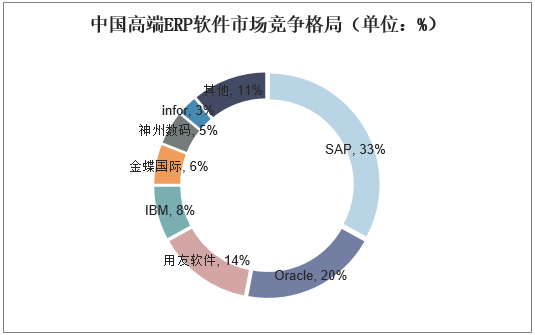 中国高端ERP软件市场竞争格局（单位：%）
SAP, 33%
Oracle, 20%
用友软件, 14%
IBM, 8%
金蝶国际, 6%
神州数码, 5%
infor, 3%
其他, 11%